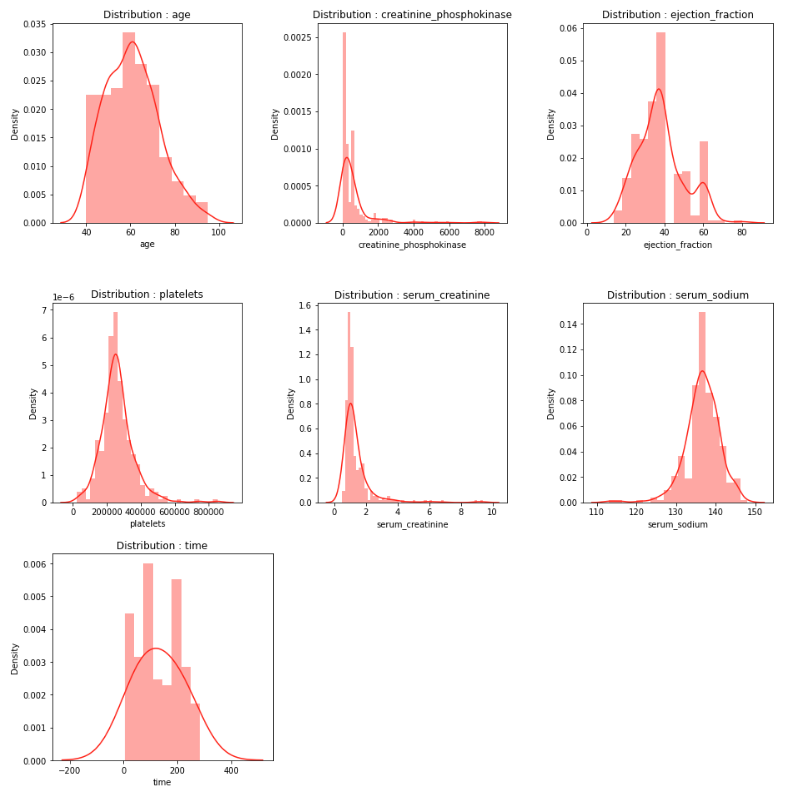 Distribution : age
0.035
0.030
0.025
0.020
0.015
0.010
0.005
0.000
Density
40 60 80 100
age
Distribution : creatinine_phosphokinase
0.0025
0.0020
0.0015
0.0010
0.0005
0.0000
Density
0 2000 4000 6000 8000
creatinine_phosphokinase
Distribution : ejection_fraction
0.06
0.05
0.04
0.03
0.02
0.01
0.00
Density
0 20 40 60 80
ejection_fraction
1e−6
Distribution : platelets
7
6
5
4
3
2
1
0
Density
0 200000 400000 600000 800000
platelets
Distribution : serum_creatinine
1.6
1.4
1.2
1.0
0.8
0.6
0.4
0.2
0.0
Density
0 2 4 6 8 10
serum_creatinine
Distribution : serum_sodium
0.14
0.12
0.10
0.08
0.06
0.04
0.02
0.00
Density
110 120 130 140 150
serum_sodium
Distribution : time
0.006
0.005
0.004
0.003
0.002
0.001
0.000
Density
−200 0 200 400
time